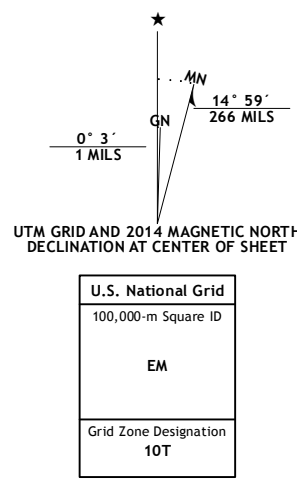 ★
MN
GN
14° 59´
266 MILS
0° 3´
1 MILS
UTM GRID AND 2014 MAGNETIC NORTH
DECLINATION AT CENTER OF SHEET
U.S. National Grid
100,000-m Square ID
EM
Grid Zone Designation
10T